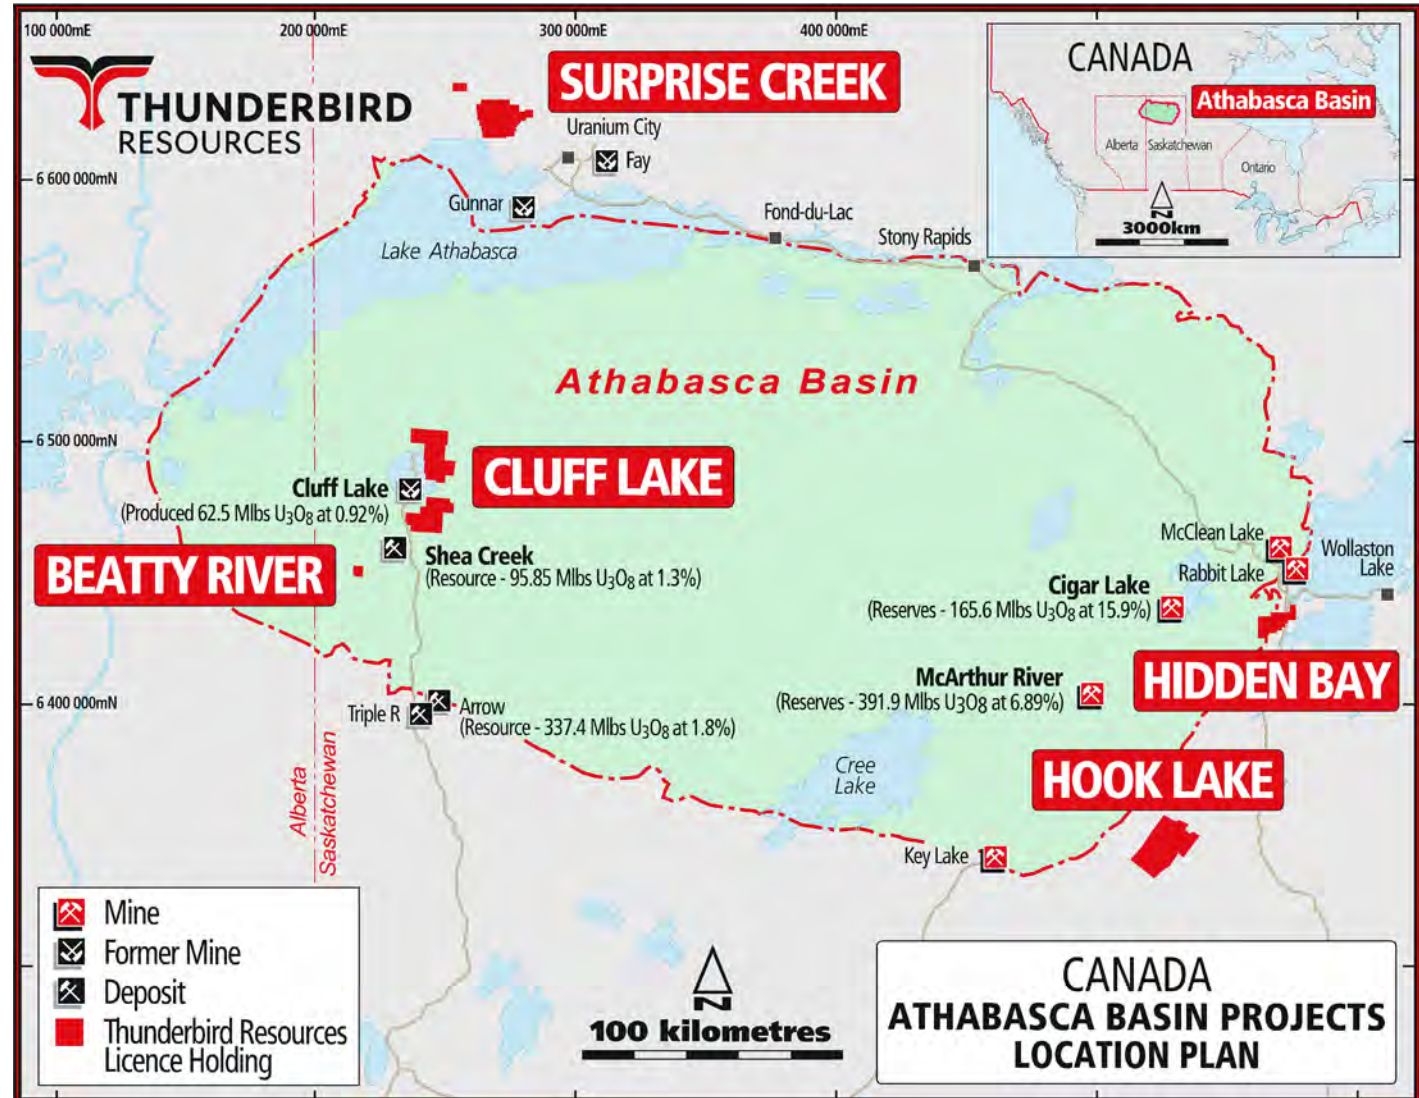 100 000mE
200 000mE
300 000mE
400 000mE
THUNDERBIRD
RESOURCES
SURPRISE CREEK
CANADA
Athabasca Basin
Alberta
Saskatchewan
Ontario
N
3000km
Uranium City
Fay
6 600 000mN
Gunnar
Fond-du-Lac
Lake Athabasca
Stony Rapids
Athabasca Basin
6 500 000mN
CLUFF LAKE
Cluff Lake
(Produced 62.5 Mlbs U3O8 at 0.92%)
BEATTY RIVER
Shea Creek
(Resource - 95.85 Mlbs U3O8 at 1.3%)
McClean Lake
Rabbit Lake
Wollaston
Lake
Cigar Lake
(Reserves - 165.6 Mlbs U3O8 at 15.9%)
HIDDEN BAY
McArthur River
(Reserves - 391.9 Mlbs U3O8 at 6.89%)
6 400 000mN
Triple R
Arrow
(Resource - 337.4 Mlbs U3O8 at 1.8%)
Cree
Lake
HOOK LAKE
Alberta
Saskatchewan
Key Lake
Mine
Former Mine
Deposit
Thunderbird Resources
Licence Holding
N
100 kilometres
CANADA
ATHABASCA BASIN PROJECTS
LOCATION PLAN